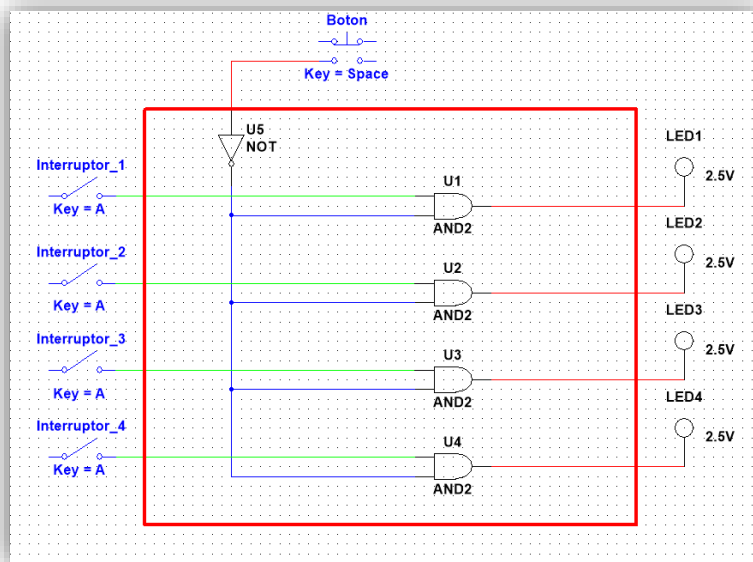 Boton
Key = Space
U5
NOT
LED1
2.5V
Interruptor_1
Key = A
U1
AND2
LED2
2.5V
Interruptor_2
Key = A
U2
AND2
LED3
2.5V
Interruptor_3
Key = A
U3
AND2
LED4
2.5V
Interruptor_4
Key = A
U4
AND2